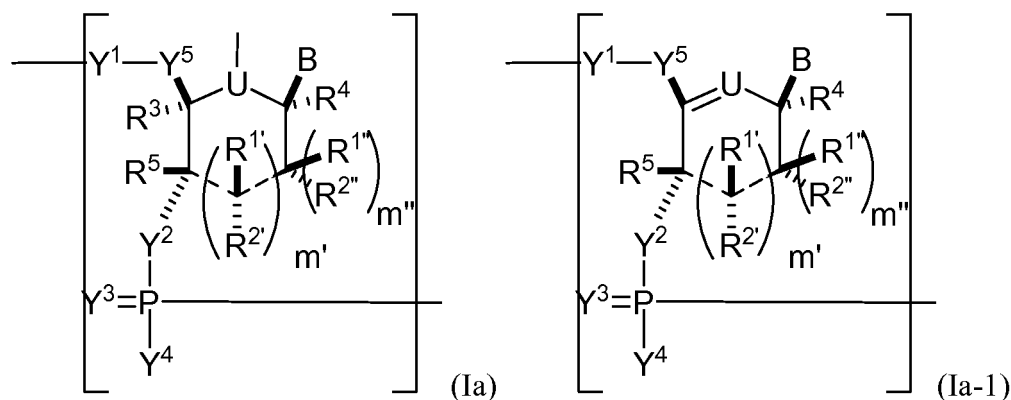 Y¹ Y⁵ U B
R³ R⁴
R⁵ R¹' R¹"
R²" m"
Y² R²' m'
Y³=P
Y⁴
(Ia)
Y¹ Y⁵ U B
R⁴
R⁵ R¹' R¹"
R²" m"
Y² R²' m'
Y³=P
Y⁴
(Ia-1)